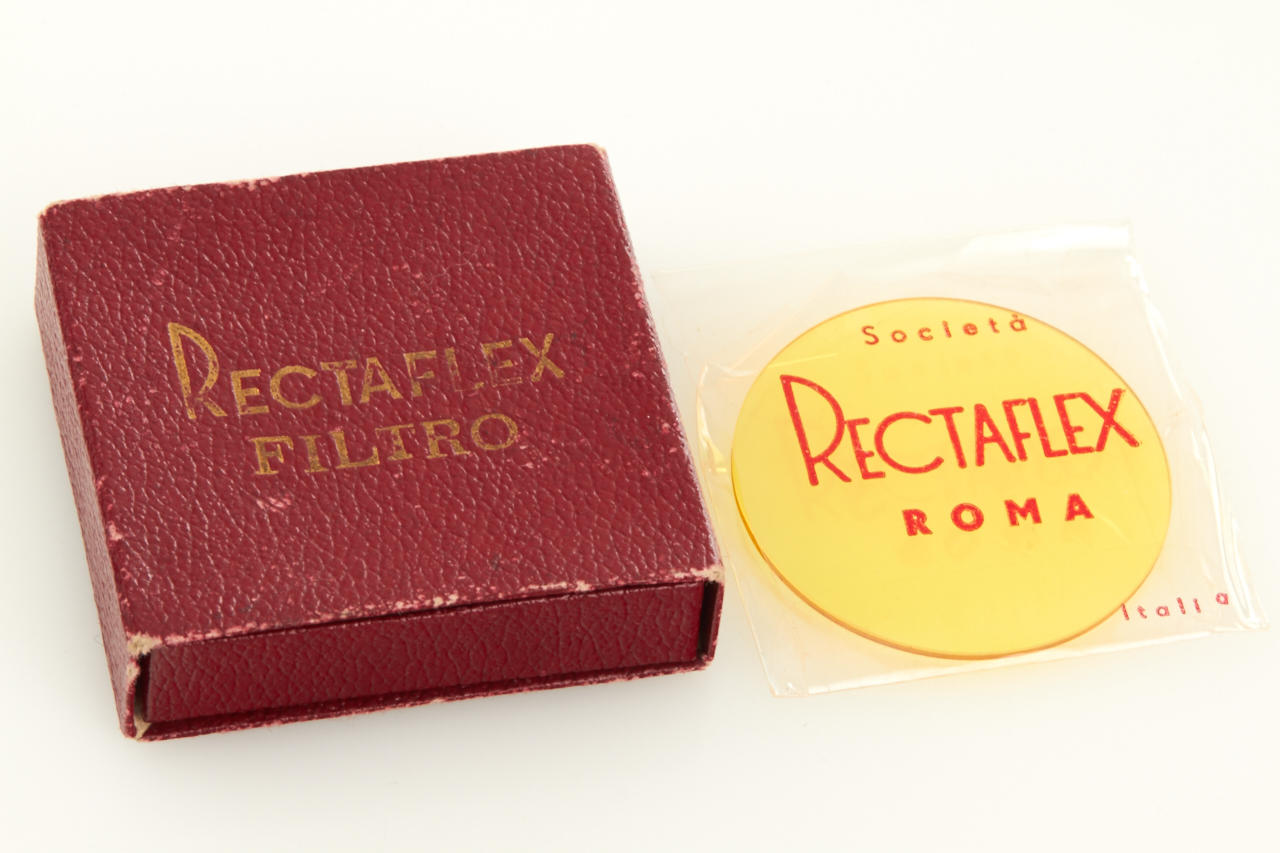 RECTAFLEX
FILTRO
Società
RECTAFLEX
ROMA
Italia